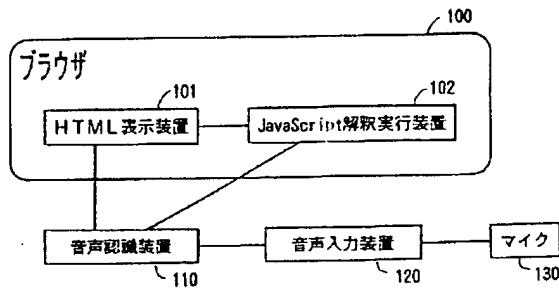 100
ブラウザ
101
102
HTML表示装置
JavaScript解釈実行装置
音声認識装置
音声入力装置
マイク
110
120
130